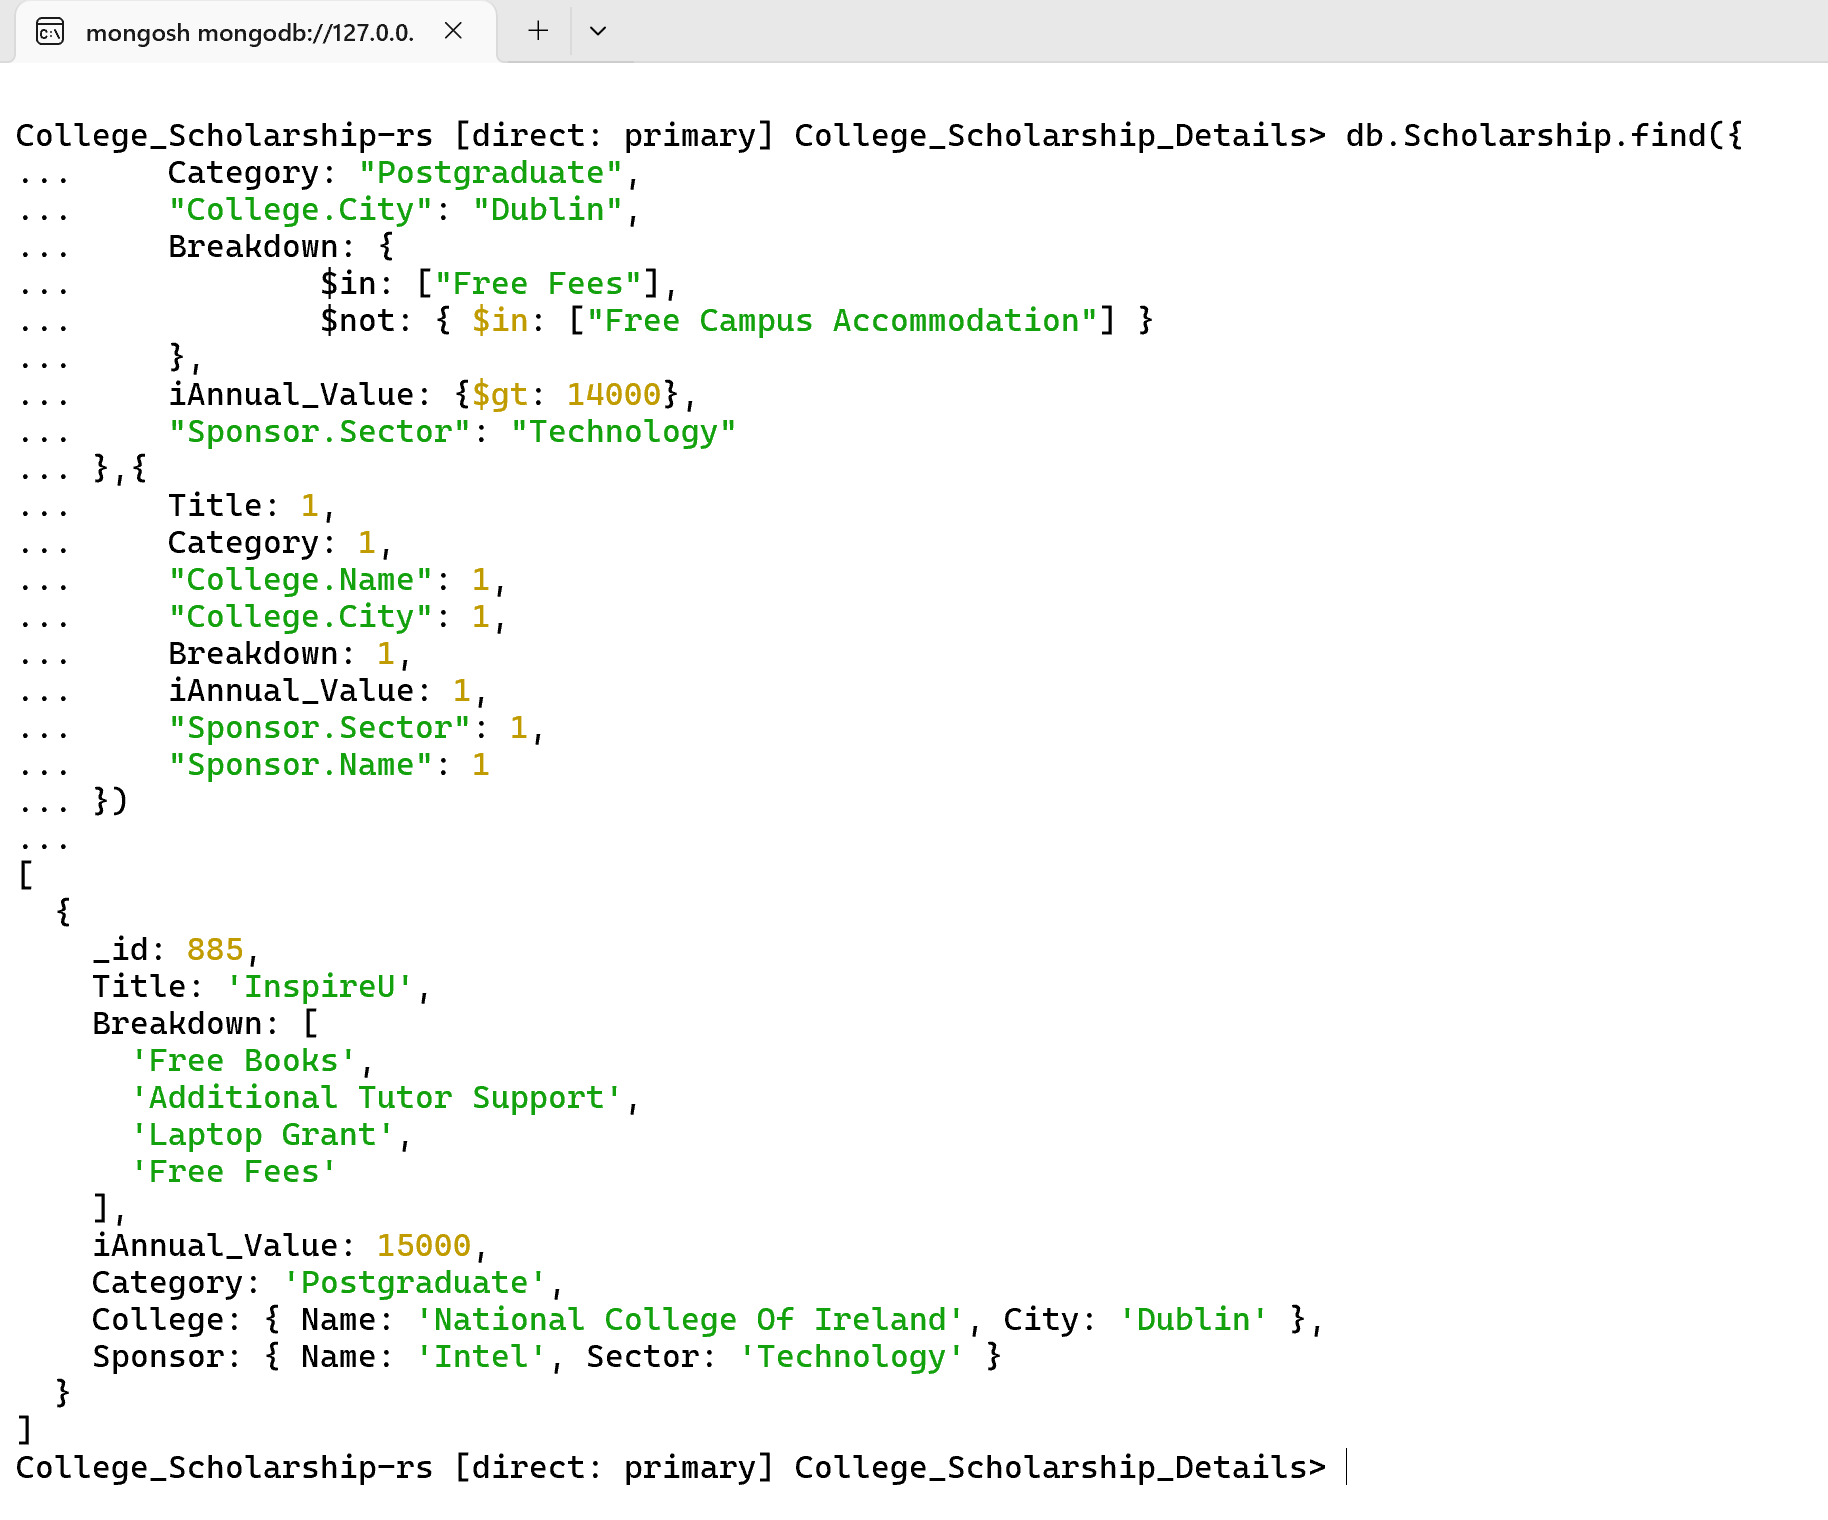 mongosh mongodb://127.0.0.
College_Scholarship-rs [direct: primary] College_Scholarship_Details> db.Scholarship.find({
...     Category: "Postgraduate",
...     "College.City": "Dublin",
...     Breakdown: {
...             $in: ["Free Fees"],
...             $not: { $in: ["Free Campus Accommodation"] }
...     },
...     iAnnual_Value: {$gt: 14000},
...     "Sponsor.Sector": "Technology"
... },{
...     Title: 1,
...     Category: 1,
...     "College.Name": 1,
...     "College.City": 1,
...     Breakdown: 1,
...     iAnnual_Value: 1,
...     "Sponsor.Sector": 1,
...     "Sponsor.Name": 1
... })
...
[
  {
    _id: 885,
    Title: 'InspireU',
    Breakdown: [
      'Free Books',
      'Additional Tutor Support',
      'Laptop Grant',
      'Free Fees'
    ],
    iAnnual_Value: 15000,
    Category: 'Postgraduate',
    College: { Name: 'National College Of Ireland', City: 'Dublin' },
    Sponsor: { Name: 'Intel', Sector: 'Technology' }
  }
]
College_Scholarship-rs [direct: primary] College_Scholarship_Details>